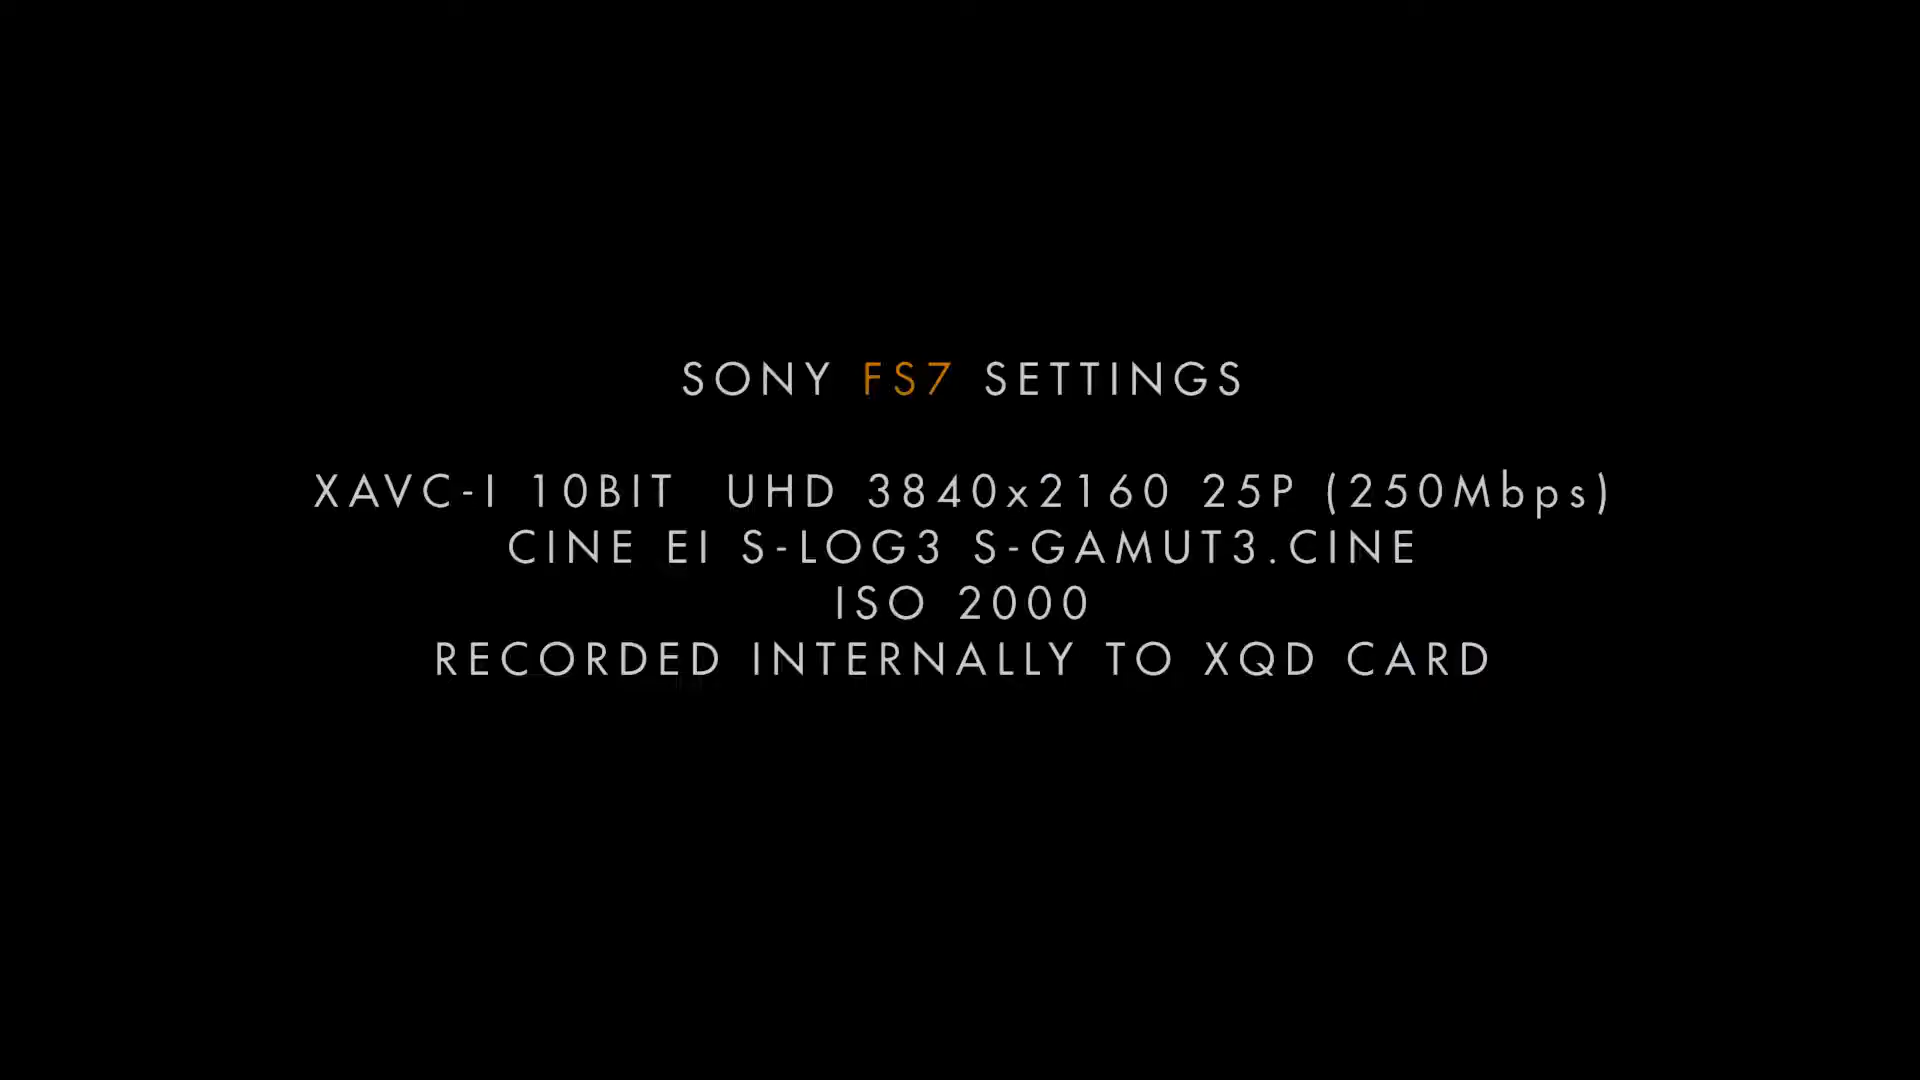 SONY FS7 SETTINGS
XAVC-I 10BIT  UHD 3840x2160 25P (250Mbps)
CINE EI S-LOG3 S-GAMUT3.CINE
ISO 2000
RECORDED INTERNALLY TO XQD CARD